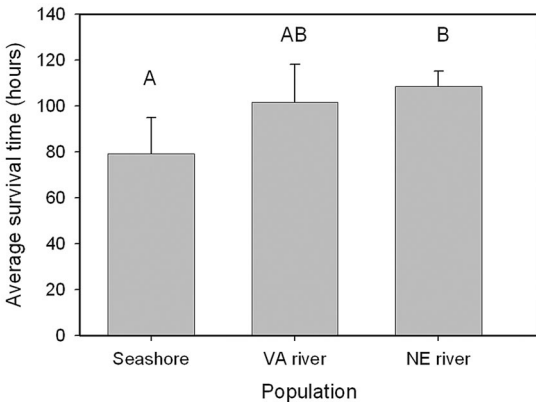 140
120
100
80
60
40
20
0
Average survival time (hours)
A
AB
B
Seashore
VA river
NE river
Population